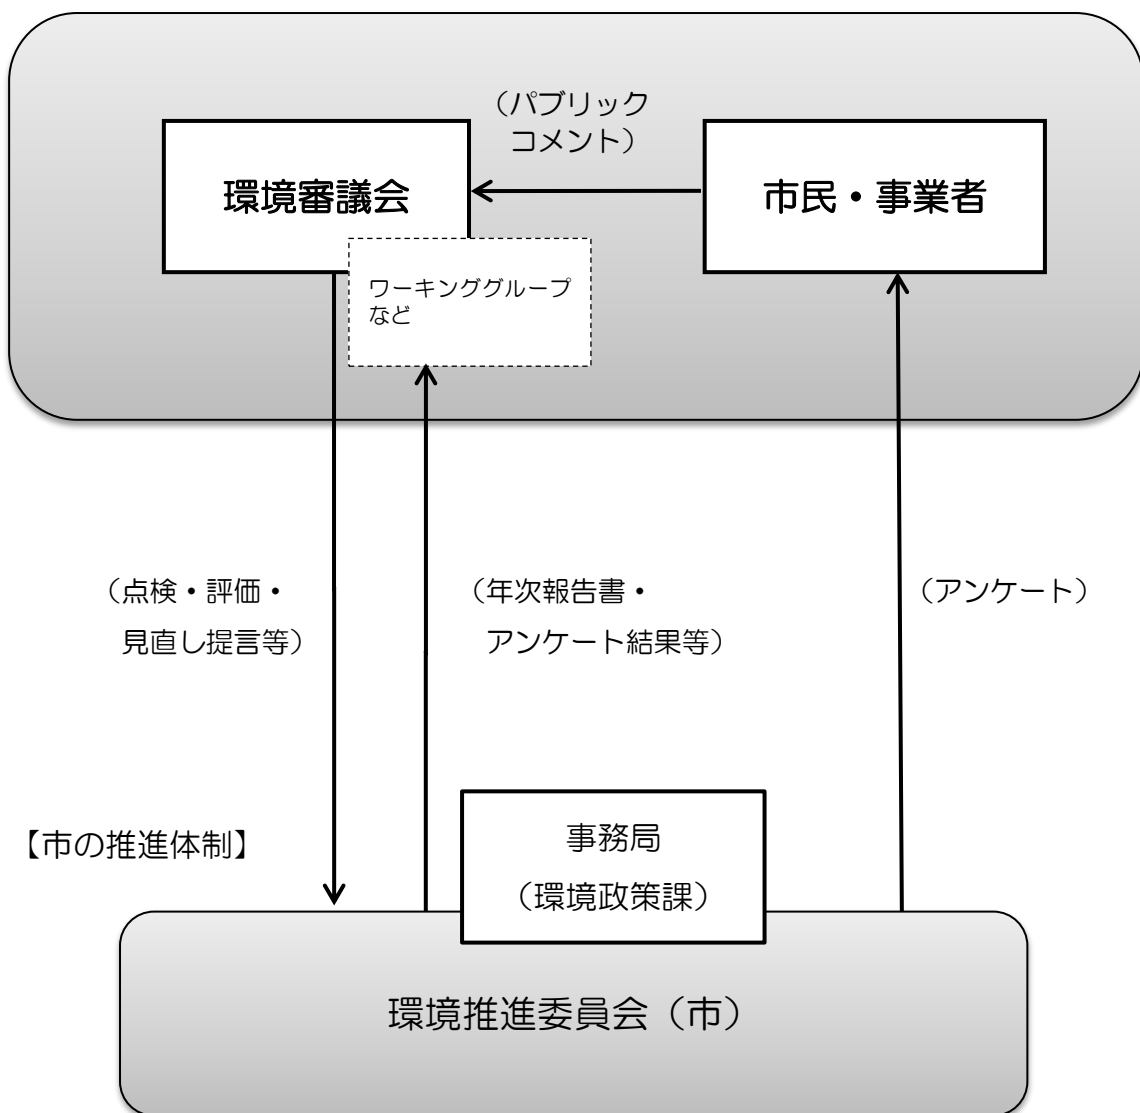 （パブリック
コメント）
環境審議会
市民・事業者
ワーキンググループ
など
（点検・評価・
見直し提言等）
（年次報告書・
アンケート結果等）
（アンケート）
【市の推進体制】
事務局
（環境政策課）
環境推進委員会（市）